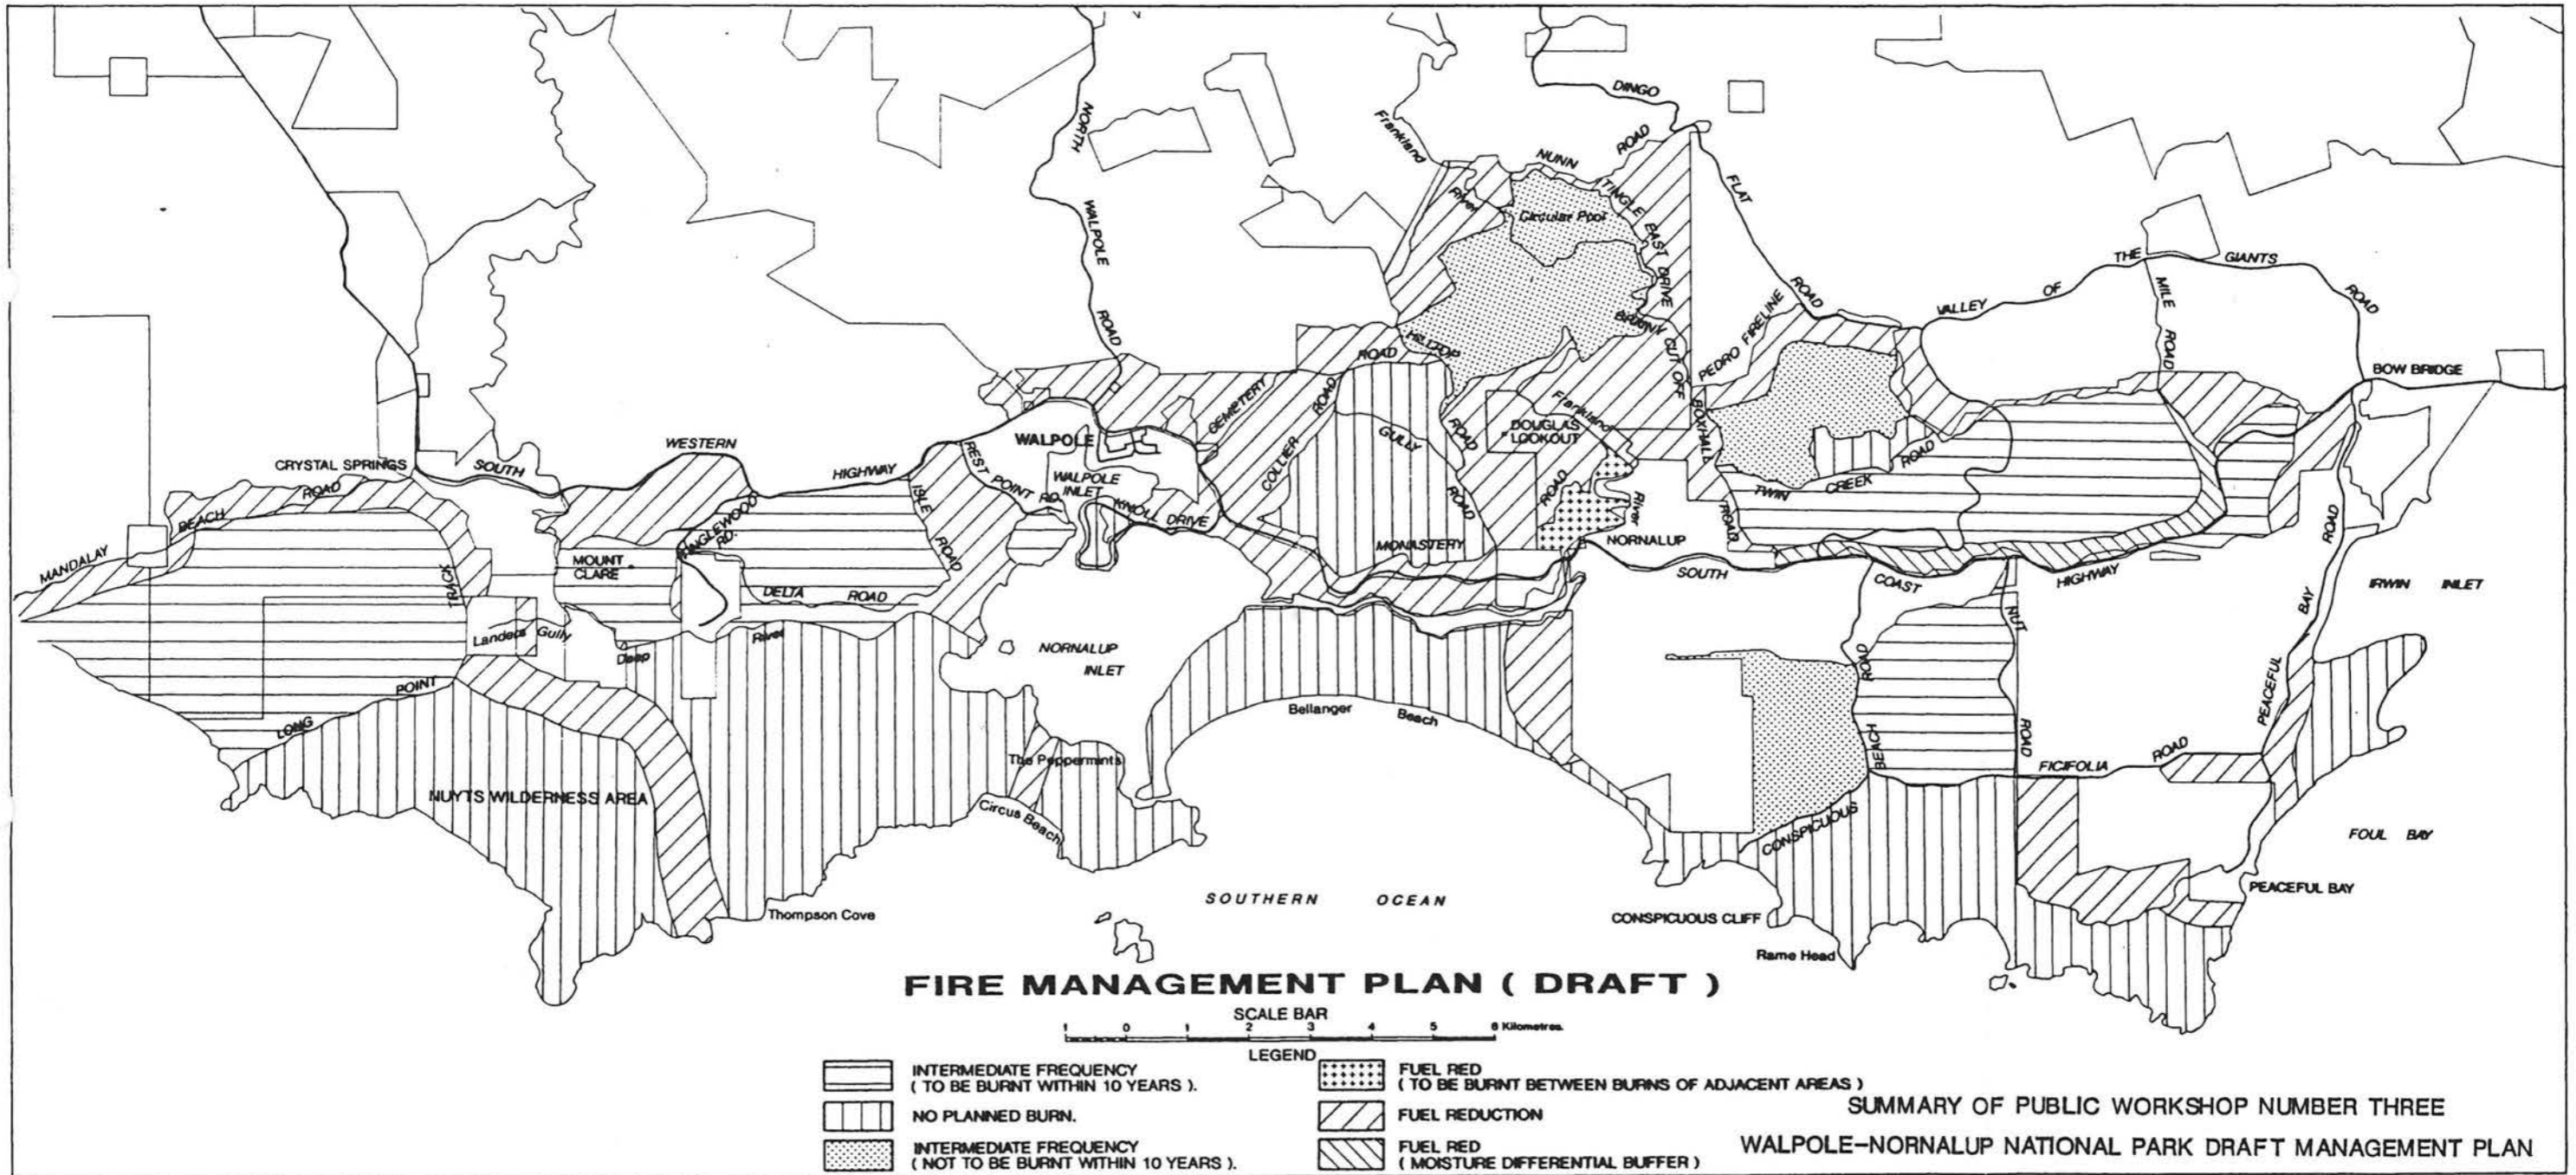 DINGO
FLAT
ROAD
NORTH
WALPOLE
ROAD
Frankland
River
NUNN
ROAD
TINGLE EAST DRIVE
Circular Pool
BRAINY CUT OFF
PEDRO FIRELINE
VALLEY OF THE GIANTS ROAD
MILE ROAD
BOW BRIDGE
HILLTOP
ROAD
CEMETERY
COLLIER ROAD
GULLY
ROAD
DOUGLAS
LOOKOUT
Frankland
River
ROAD
BOXHALL
ROAD
TWIN CREEK ROAD
WALPOLE
WALPOLE
INLET
REST POINT RD.
KNOLL DRIVE
MONASTERY
NORNALUP
SOUTH COAST HIGHWAY
CRYSTAL SPRINGS
SOUTH WESTERN HIGHWAY
MANDALAY BEACH ROAD
TINGLEWOOD
RD.
ISLE ROAD
MOUNT
CLARE
TRACK
DELTA ROAD
Landers Gully
Deep River
LONG POINT
NORNALUP
INLET
NUT ROAD
IRWIN INLET
PEACEFUL BAY ROAD
CONSPICUOUS BEACH ROAD
FICIFOLIA ROAD
Bellanger Beach
The Peppermints
Circus Beach
NUYTS WILDERNESS AREA
Thompson Cove
SOUTHERN OCEAN
CONSPICUOUS CLIFF
Rame Head
FOUL BAY
PEACEFUL BAY
FIRE MANAGEMENT PLAN ( DRAFT )
SCALE BAR
1 0 1 2 3 4 5 6 Kilometres.
LEGEND
INTERMEDIATE FREQUENCY
( TO BE BURNT WITHIN 10 YEARS ).
NO PLANNED BURN.
INTERMEDIATE FREQUENCY
( NOT TO BE BURNT WITHIN 10 YEARS ).
FUEL RED
( TO BE BURNT BETWEEN BURNS OF ADJACENT AREAS )
FUEL REDUCTION
FUEL RED
( MOISTURE DIFFERENTIAL BUFFER )
SUMMARY OF PUBLIC WORKSHOP NUMBER THREE
WALPOLE-NORNALUP NATIONAL PARK DRAFT MANAGEMENT PLAN